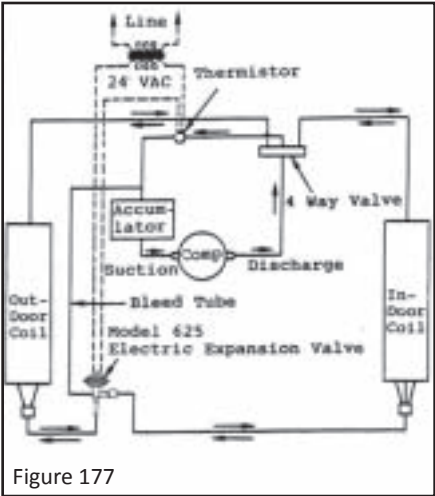 Line
24 VAC
Thermistor
4 Way Valve
Accum-
lator
Comp
Suction
Discharge
Out-
Door
Coil
In-
Door
Coil
Bleed Tube
Model 625
Electric Expansion Valve
Figure 177